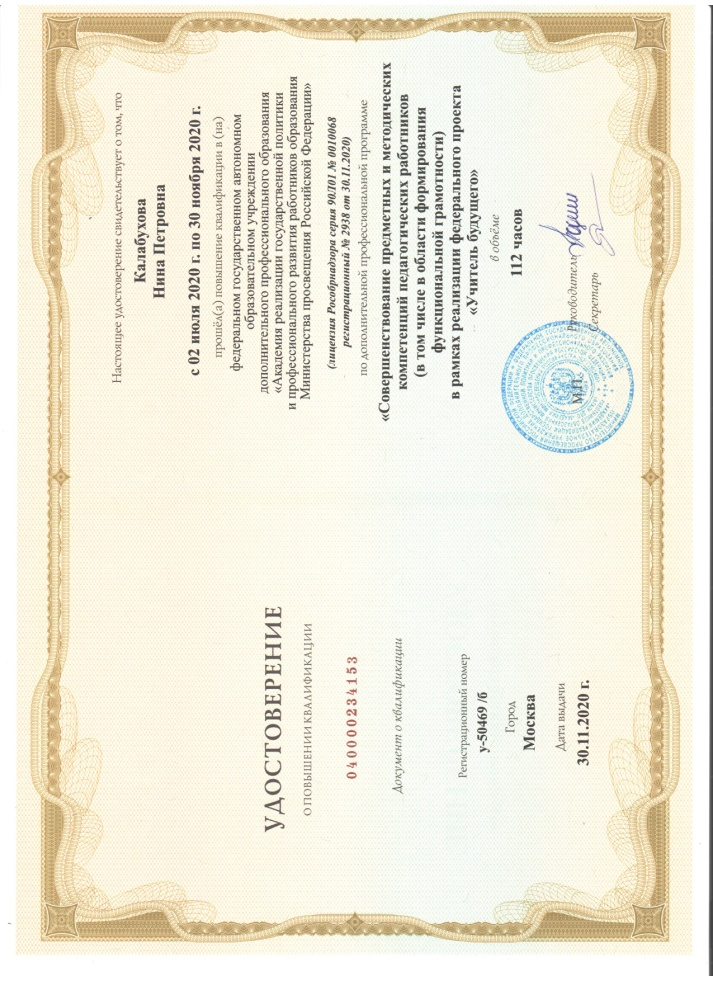 УДОСТОВЕРЕНИЕ
О ПОВЫШЕНИИ КВАЛИФИКАЦИИ
040000234153
Документ о квалификации
Регистрационный номер
у-50469 /б
Город
Москва
Дата выдачи
30.11.2020 г.
Настоящее удостоверение свидетельствует о том, что
Калабухова
Нина Петровна
с 02 июля 2020 г. по 30 ноября 2020 г.
прошёл(а) повышение квалификации в (на)
федеральном государственном автономном
образовательном учреждении
дополнительного профессионального образования
«Академия реализации государственной политики
и профессионального развития работников образования
Министерства просвещения Российской Федерации»
(лицензия Рособрнадзора серия 90Л01 № 0010068
регистрационный № 2938 от 30.11.2020)
по дополнительной профессиональной программе
«Совершенствование предметных и методических
компетенций педагогических работников
(в том числе в области формирования
функциональной грамотности)
в рамках реализации федерального проекта
«Учитель будущего»
в объёме
112 часов
Руководитель
М.П.
Секретарь